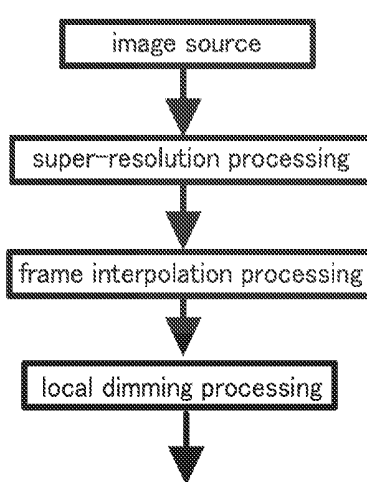 image source
super-resolution processing
frame interpolation processing
local dimming processing